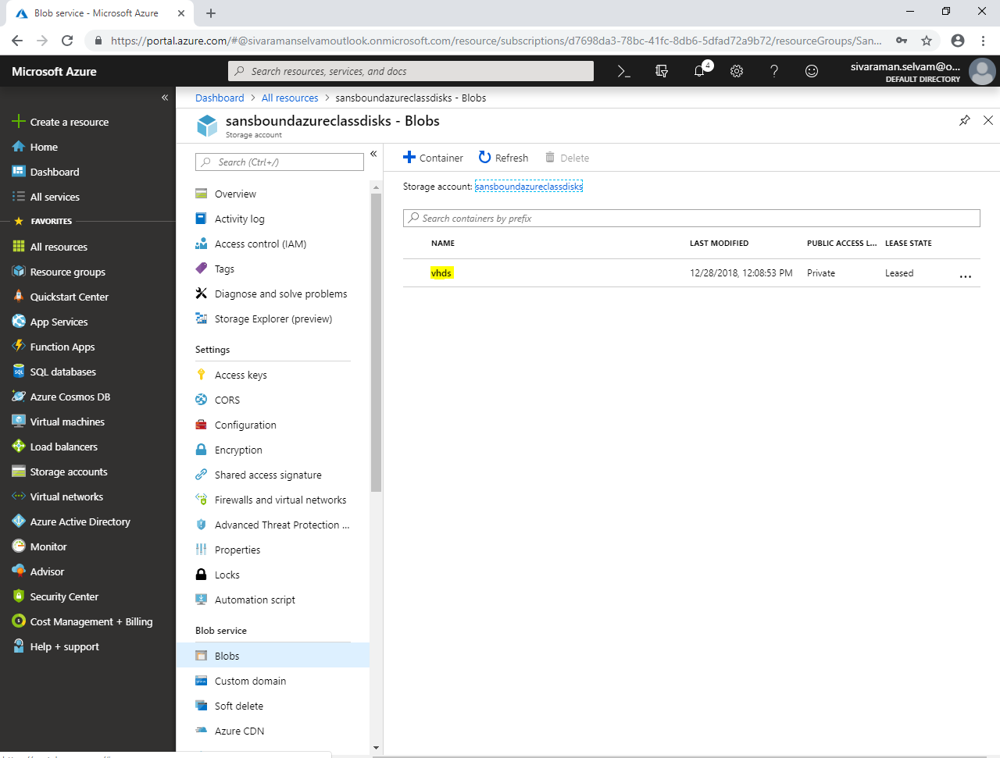 Blob service - Microsoft Azure
https://portal.azure.com/#@sivaramanselvamoutlook.onmicrosoft.com/resource/subscriptions/d7698da3-78bc-41fc-8db6-5dfad72a9b72/resourceGroups/San...
Microsoft Azure
Search resources, services, and docs
4
sivaraman.selvam@o...
DEFAULT DIRECTORY
Create a resource
Home
Dashboard
All services
FAVORITES
All resources
Resource groups
Quickstart Center
App Services
Function Apps
SQL databases
Azure Cosmos DB
Virtual machines
Load balancers
Storage accounts
Virtual networks
Azure Active Directory
Monitor
Advisor
Security Center
Cost Management + Billing
Help + support
Dashboard > All resources > sansboundazureclassdisks - Blobs
sansboundazureclassdisks - Blobs
Storage account
Search (Ctrl+/)
Overview
Activity log
Access control (IAM)
Tags
Diagnose and solve problems
Storage Explorer (preview)
Settings
Access keys
CORS
Configuration
Encryption
Shared access signature
Firewalls and virtual networks
Advanced Threat Protection ...
Properties
Locks
Automation script
Blob service
Blobs
Custom domain
Soft delete
Azure CDN
Container Refresh Delete
Storage account: sansboundazureclassdisks
Search containers by prefix
NAME LAST MODIFIED PUBLIC ACCESS L... LEASE STATE
vhds 12/28/2018, 12:08:53 PM Private Leased ...